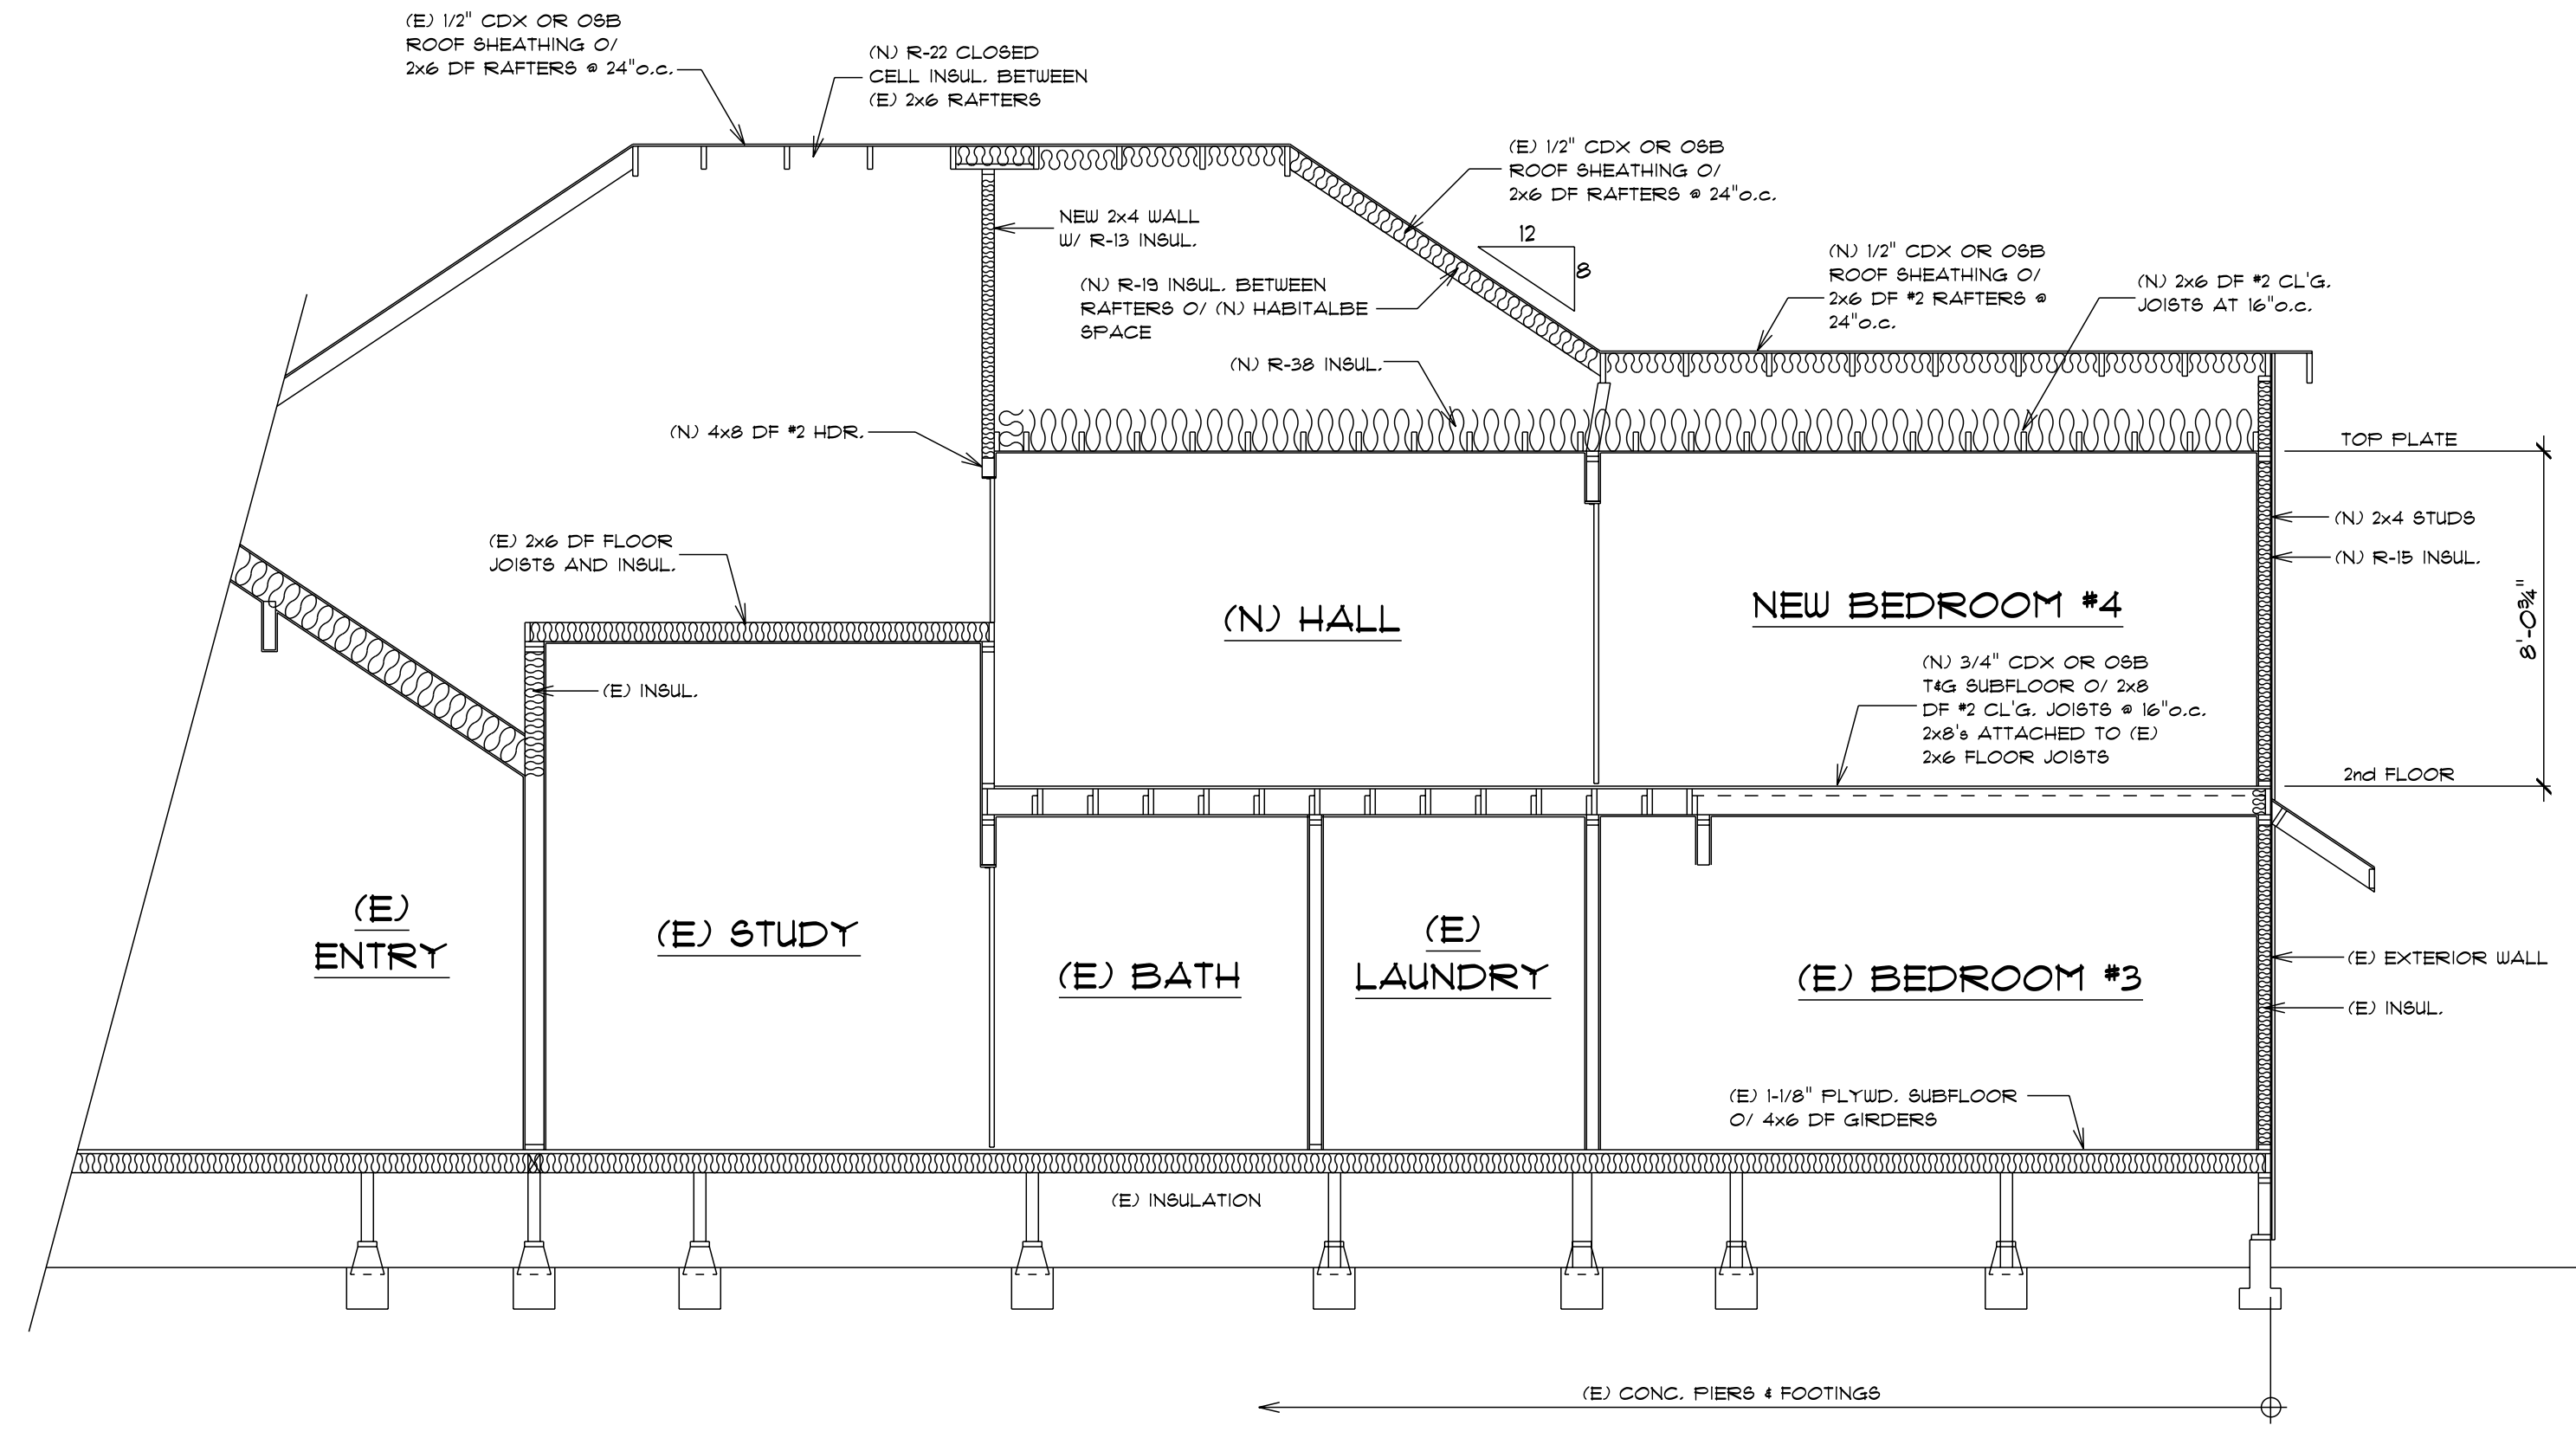 (E) 1/2" CDX OR OSB
ROOF SHEATHING O/
2x6 DF RAFTERS @ 24"o.c.
(N) R-22 CLOSED
CELL INSUL. BETWEEN
(E) 2x6 RAFTERS
(E) 1/2" CDX OR OSB
ROOF SHEATHING O/
2x6 DF RAFTERS @ 24"o.c.
NEW 2x4 WALL
W/ R-13 INSUL.
12
8
(N) R-19 INSUL. BETWEEN
RAFTERS O/ (N) HABITALBE
SPACE
(N) 1/2" CDX OR OSB
ROOF SHEATHING O/
2x6 DF #2 RAFTERS @
24"o.c.
(N) 2x6 DF #2 CL'G.
JOISTS AT 16"o.c.
(N) R-38 INSUL.
(N) 4x8 DF #2 HDR.
TOP PLATE
(N) 2x4 STUDS
(N) R-15 INSUL.
8'-0¾"
(E) 2x6 DF FLOOR
JOISTS AND INSUL.
(N) HALL
NEW BEDROOM #4
(E) INSUL.
(N) 3/4" CDX OR OSB
T&G SUBFLOOR O/ 2x8
DF #2 CL'G. JOISTS @ 16"o.c.
2x8's ATTACHED TO (E)
2x6 FLOOR JOISTS
2nd FLOOR
(E)
ENTRY
(E) STUDY
(E) BATH
(E)
LAUNDRY
(E) BEDROOM #3
(E) EXTERIOR WALL
(E) INSUL.
(E) 1-1/8" PLYWD. SUBFLOOR
O/ 4x6 DF GIRDERS
(E) INSULATION
(E) CONC. PIERS & FOOTINGS